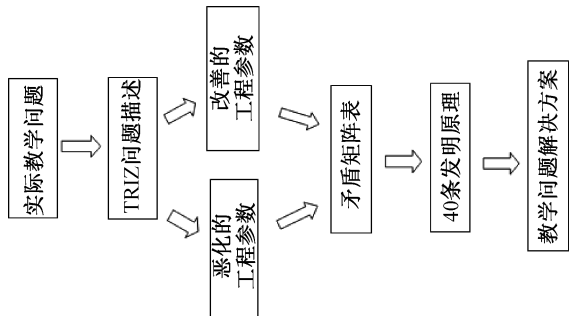 实际教学问题
TRIZ问题描述
改善的
工程参数
恶化的
工程参数
矛盾矩阵表
40条发明原理
教学问题解决方案